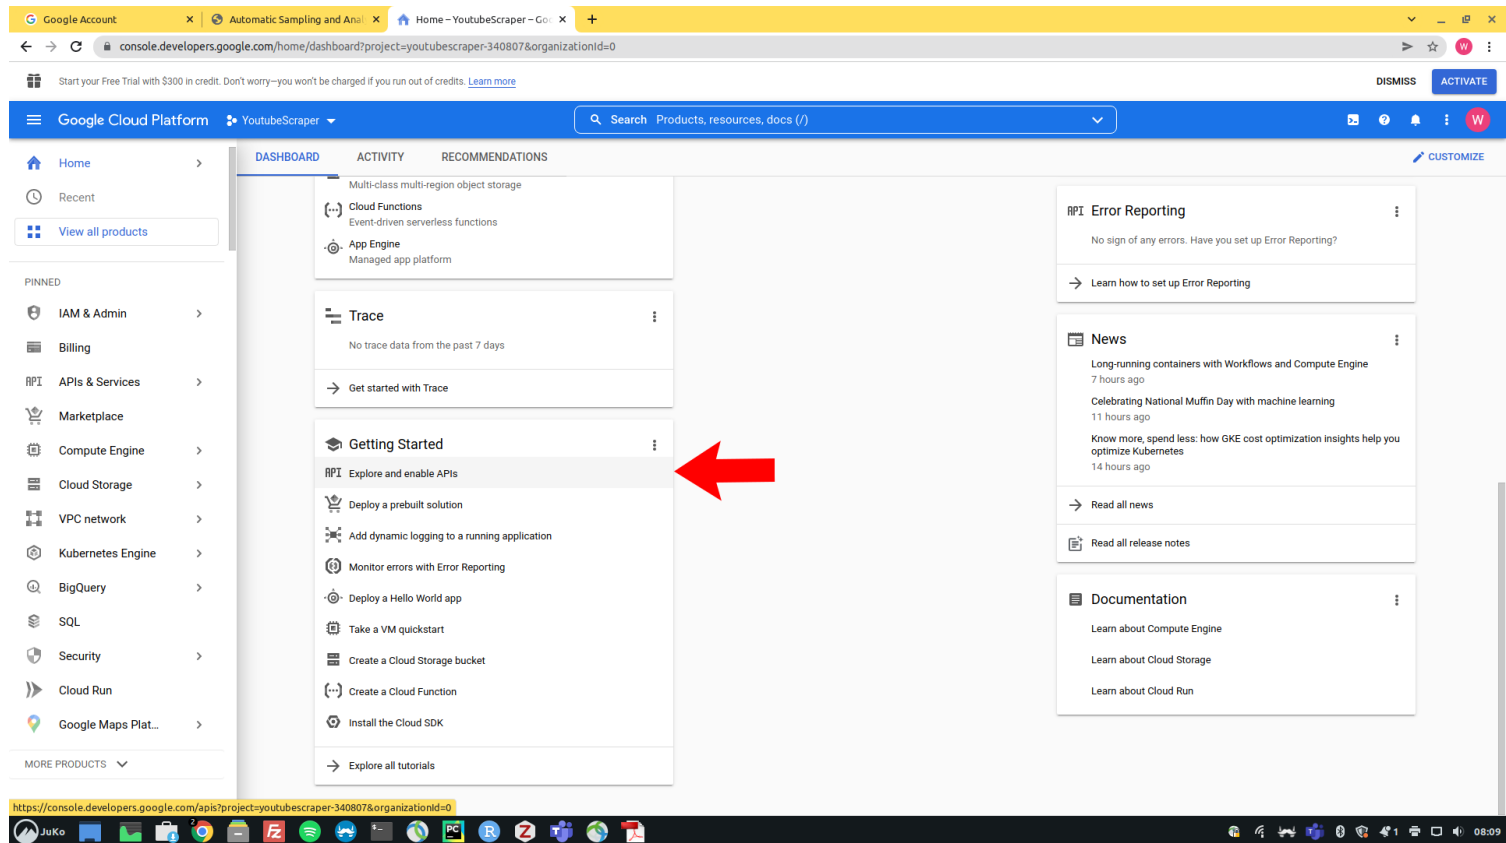 Google Account
Automatic Sampling and Anal
Home – YoutubeScraper – Goo
console.developers.google.com/home/dashboard?project=youtubescraper-340807&organizationId=0
W
Start your Free Trial with $300 in credit. Don't worry—you won't be charged if you run out of credits. Learn more
DISMISS
ACTIVATE
Google Cloud Platform
YoutubeScraper
Search Products, resources, docs (/)
W
Home
Recent
View all products
PINNED
IAM & Admin
Billing
API APIs & Services
Marketplace
Compute Engine
Cloud Storage
VPC network
Kubernetes Engine
BigQuery
SQL
Security
Cloud Run
Google Maps Plat...
MORE PRODUCTS
DASHBOARD
ACTIVITY
RECOMMENDATIONS
CUSTOMIZE
Multi-class multi-region object storage
Cloud Functions
Event-driven serverless functions
App Engine
Managed app platform
Trace
No trace data from the past 7 days
Get started with Trace
Getting Started
API Explore and enable APIs
Deploy a prebuilt solution
Add dynamic logging to a running application
Monitor errors with Error Reporting
Deploy a Hello World app
Take a VM quickstart
Create a Cloud Storage bucket
Create a Cloud Function
Install the Cloud SDK
Explore all tutorials
API Error Reporting
No sign of any errors. Have you set up Error Reporting?
Learn how to set up Error Reporting
News
Long-running containers with Workflows and Compute Engine
7 hours ago
Celebrating National Muffin Day with machine learning
11 hours ago
Know more, spend less: how GKE cost optimization insights help you
optimize Kubernetes
14 hours ago
Read all news
Read all release notes
Documentation
Learn about Compute Engine
Learn about Cloud Storage
Learn about Cloud Run
https://console.developers.google.com/apis?project=youtubescraper-340807&organizationId=0
JuKo
2
PC
R
Z
1
08:09